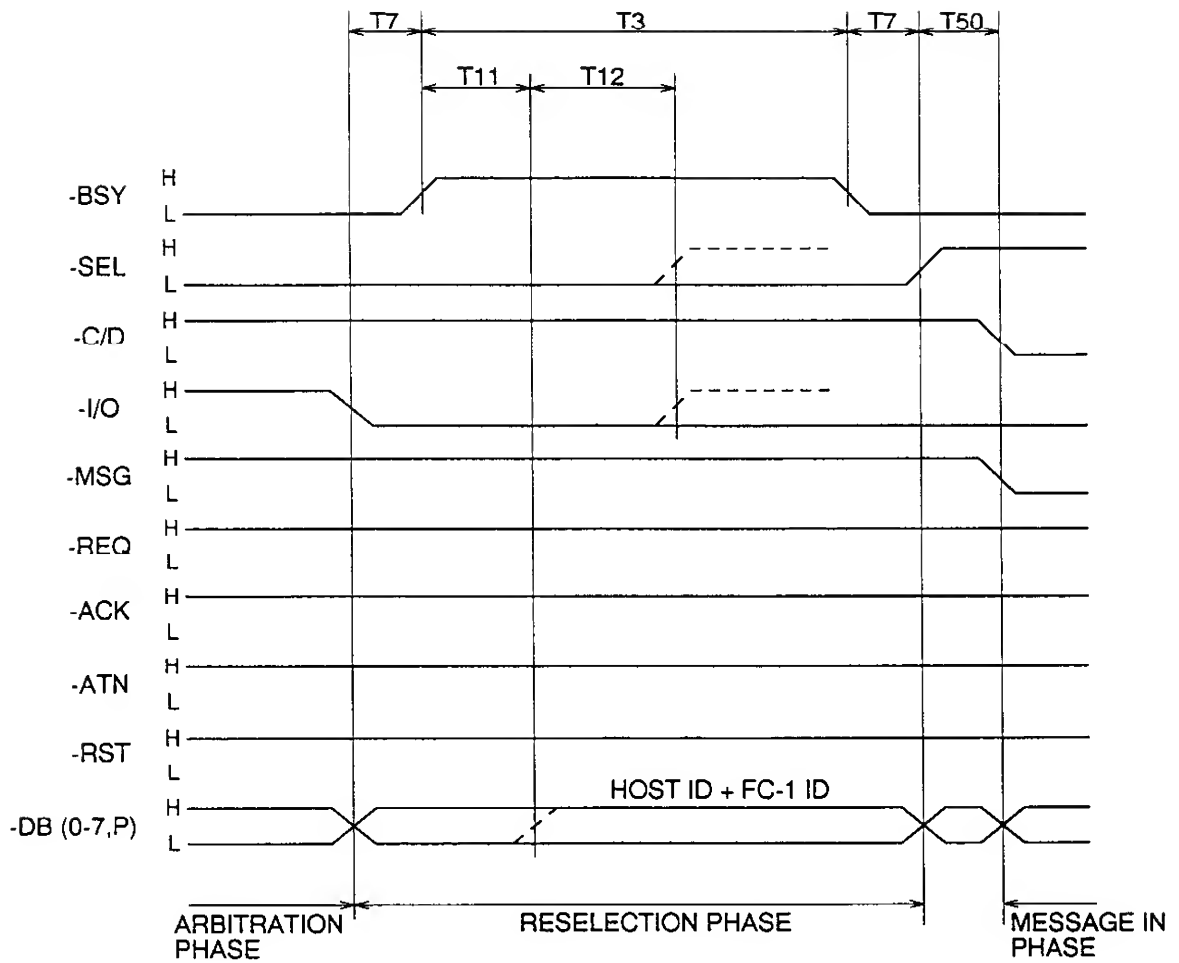 T7 T3 T7 T50
T11 T12
-BSY H L
-SEL H L
-C/D H L
-I/O H L
-MSG H L
-REQ H L
-ACK H L
-ATN H L
-RST H L
HOST ID + FC-1 ID
-DB (0-7,P) H L
ARBITRATION PHASE
RESELECTION PHASE
MESSAGE IN PHASE